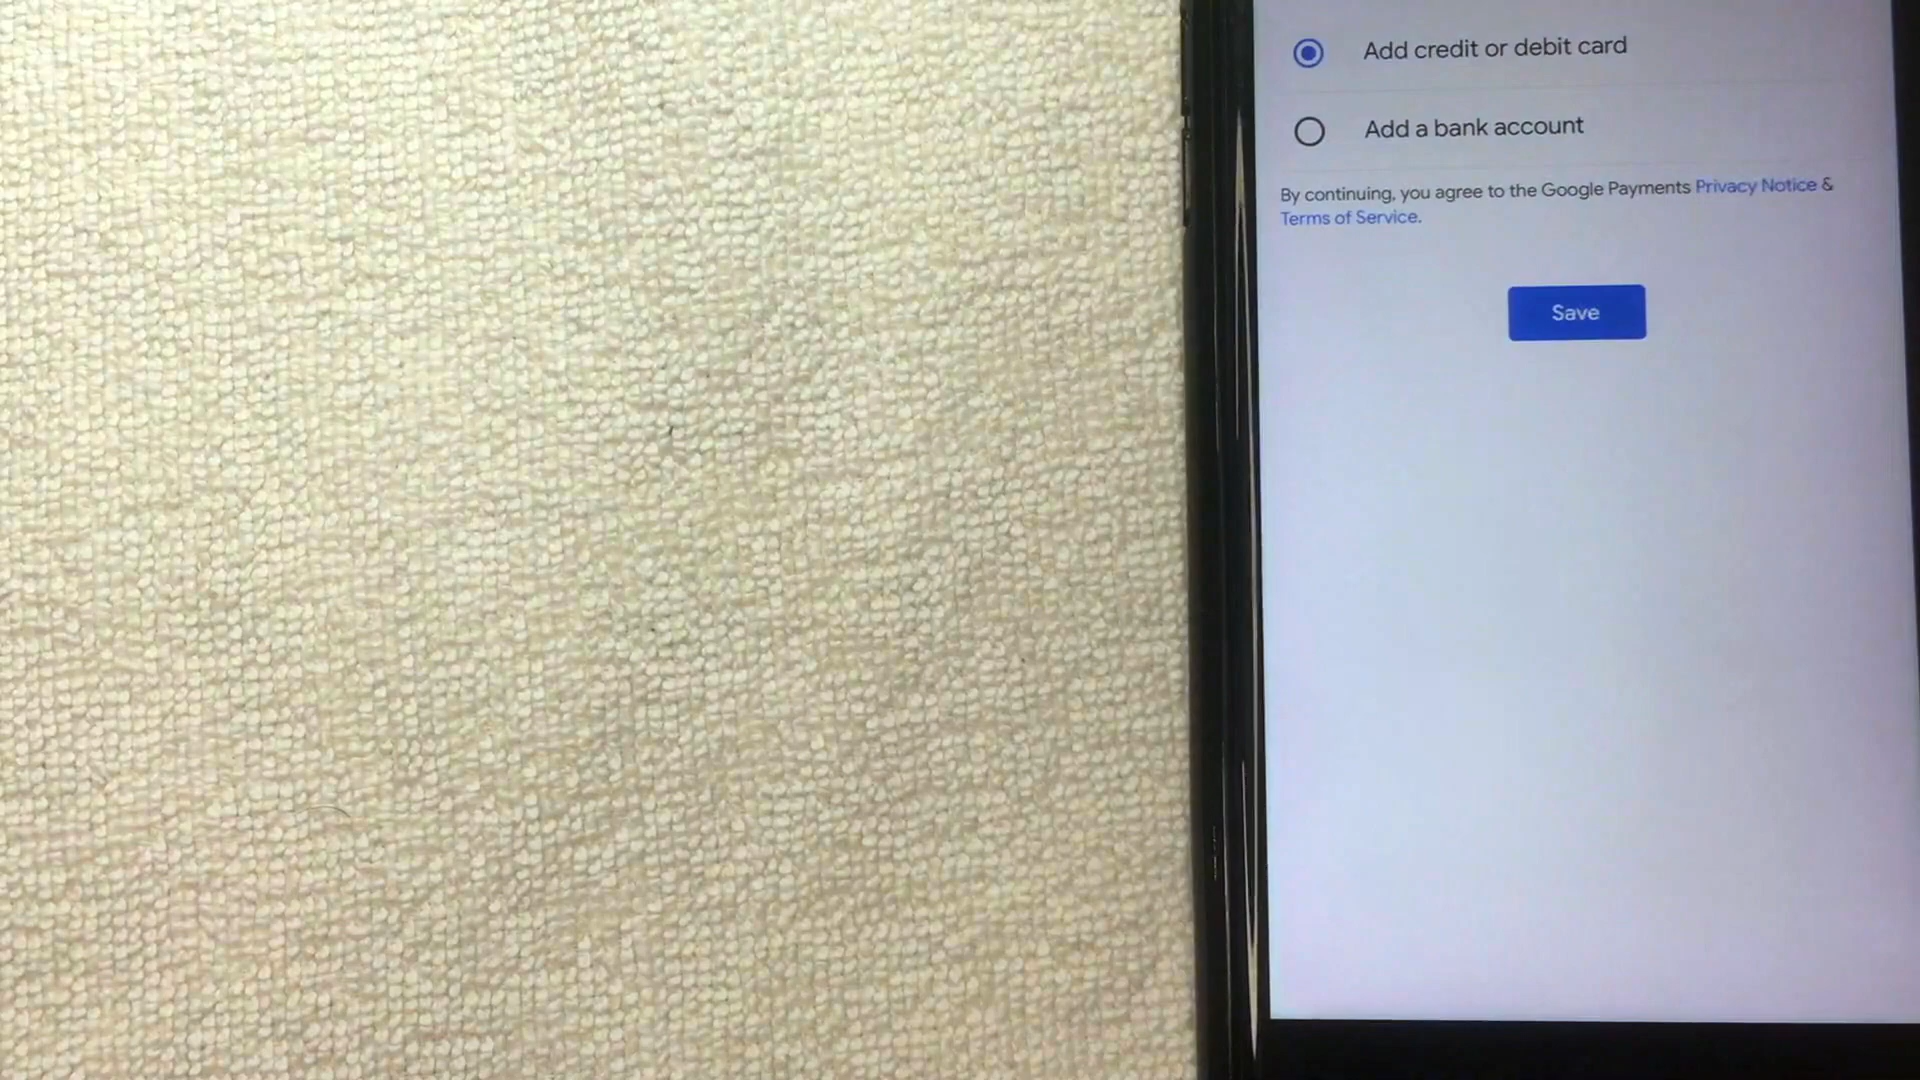 Add credit or debit card
Add a bank account
By continuing, you agree to the Google Payments Privacy Notice &
Terms of Service.
Save